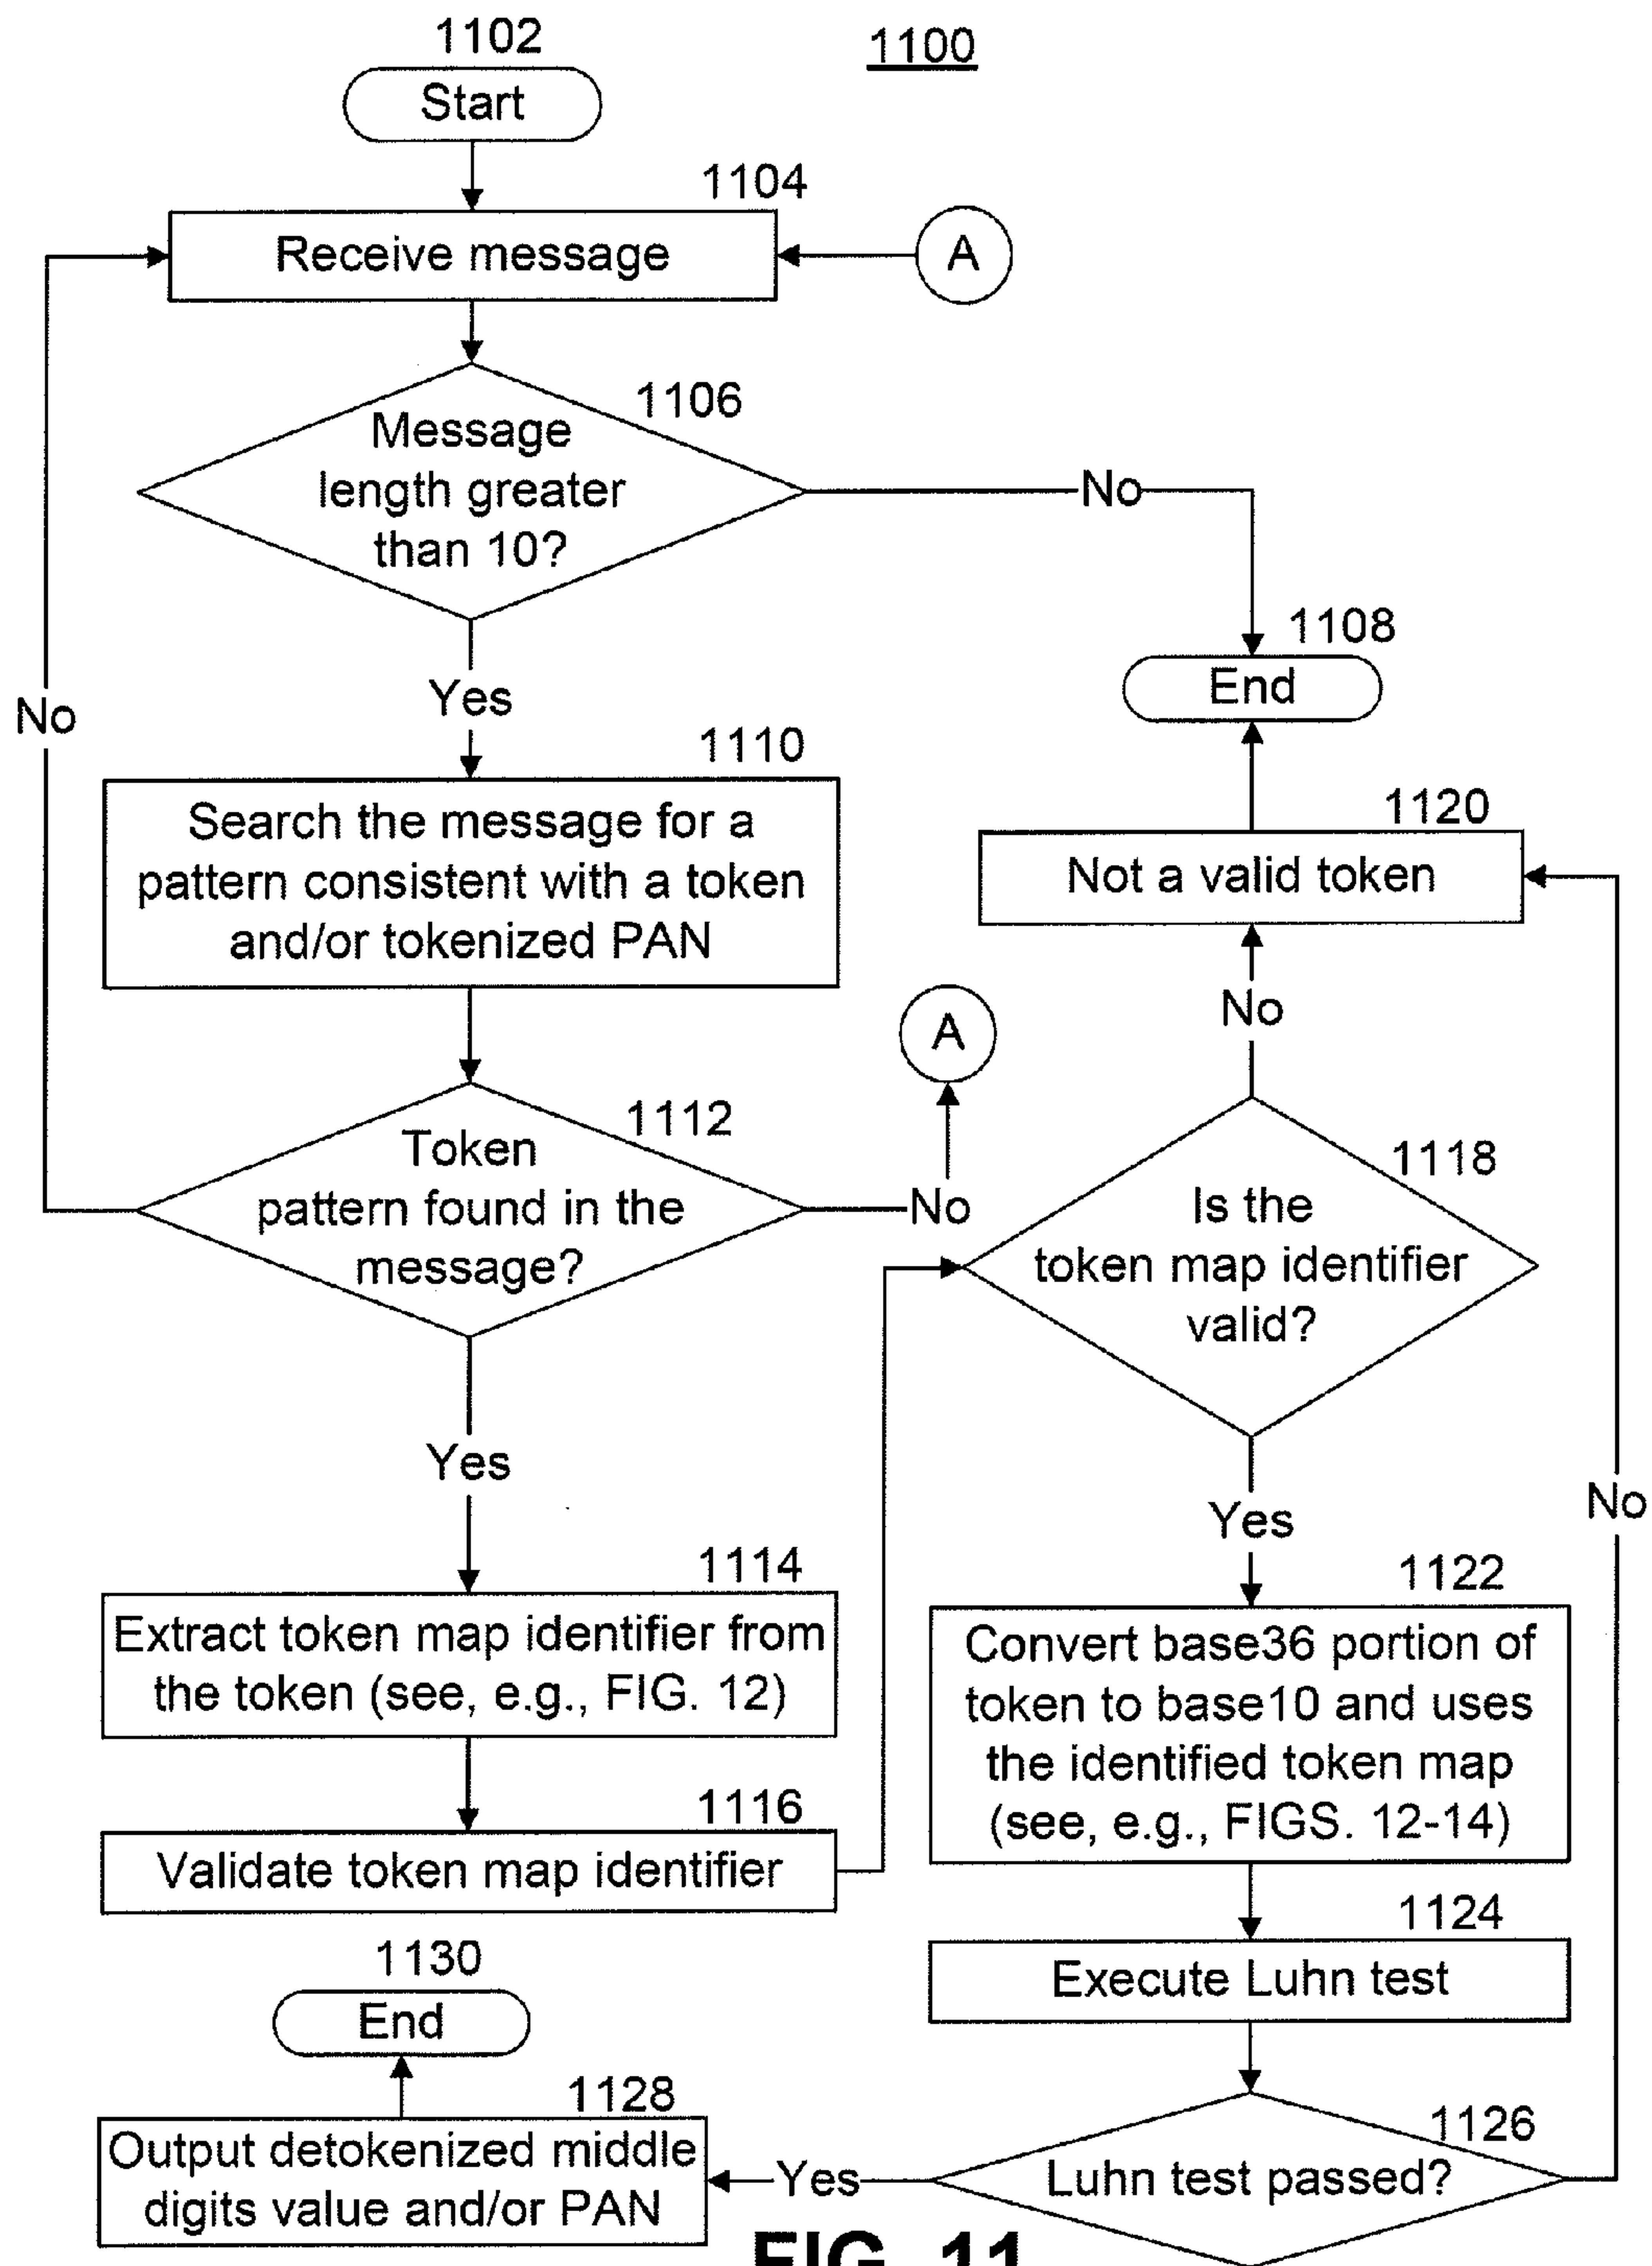 1102
1100
Start
1104
Receive message
A
1106
Message
length greater
than 10?
No
1108
End
Yes
No
1110
Search the message for a
pattern consistent with a token
and/or tokenized PAN
1120
Not a valid token
No
A
1112
Token
pattern found in the
message?
No
1118
Is the
token map identifier
valid?
Yes
Yes
No
1114
Extract token map identifier from
the token (see, e.g., FIG. 12)
1122
Convert base36 portion of
token to base10 and uses
the identified token map
(see, e.g., FIGS. 12-14)
1116
Validate token map identifier
1124
Execute Luhn test
1130
End
1128
Output detokenized middle
digits value and/or PAN
Yes
1126
Luhn test passed?
FIG. 11